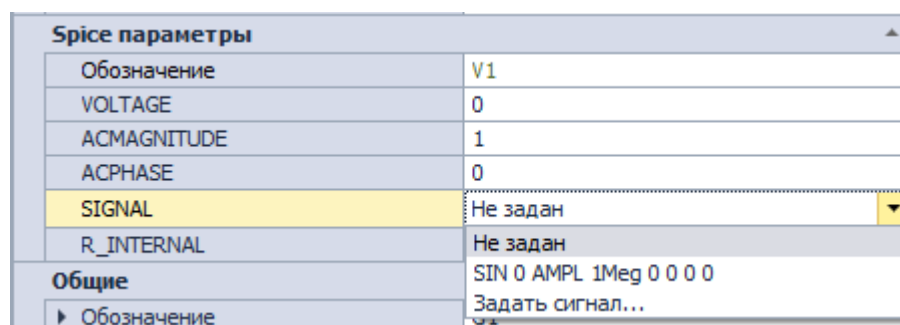 Spice параметры
Обозначение V1
VOLTAGE 0
ACMAGNITUDE 1
ACPHASE 0
SIGNAL Не задан
R_INTERNAL Не задан
SIN 0 AMPL 1Meg 0 0 0 0
Общие Задать сигнал...
Обозначение